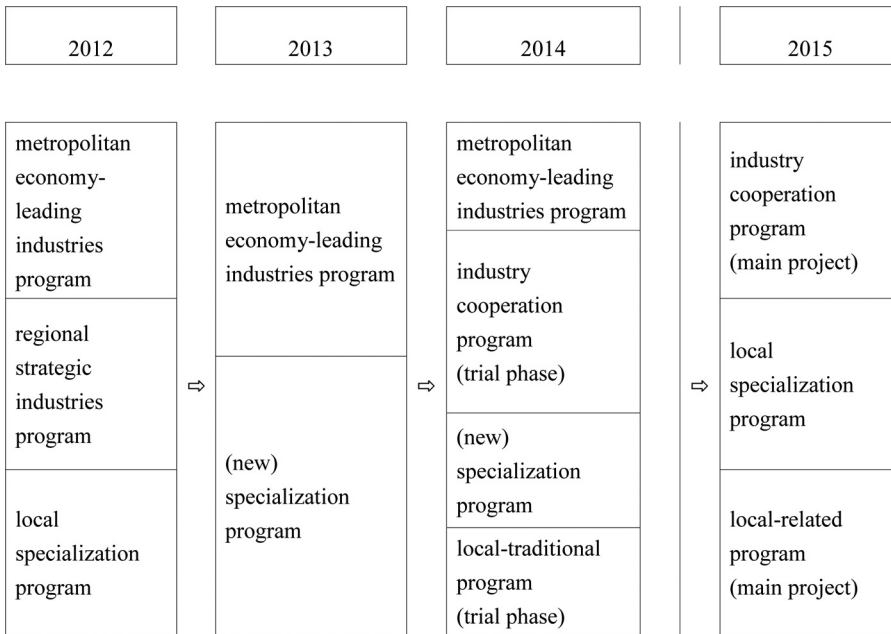 2012
2013
2014
2015
metropolitan
economy-
leading
industries
program
regional
strategic
industries
program
local
specialization
program
metropolitan
economy-leading
industries program
(new)
specialization
program
metropolitan
economy-leading
industries program
industry
cooperation
program
(trial phase)
(new)
specialization
program
local-traditional
program
(trial phase)
industry
cooperation
program
(main project)
local
specialization
program
local-related
program
(main project)